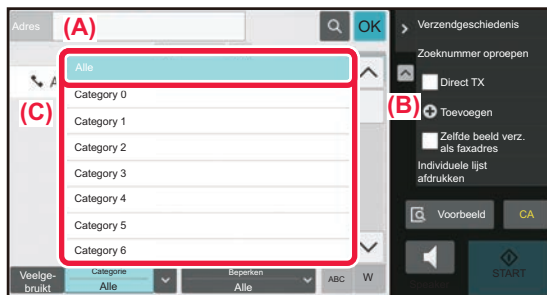 Adres
(A)
OK
Alle
Category 0
Category 1
Category 2
Category 3
Category 4
Category 5
Category 6
(C)
A
(B)
Verzendgeschiedenis
Zoeknummer oproepen
Direct TX
Toevoegen
Zelfde beeld verz.
als faxadres
Individuele lijst
afdrukken
Voorbeeld
CA
START
Veelge-
bruikt
Categorie
Alle
Beperken
Alle
ABC
W